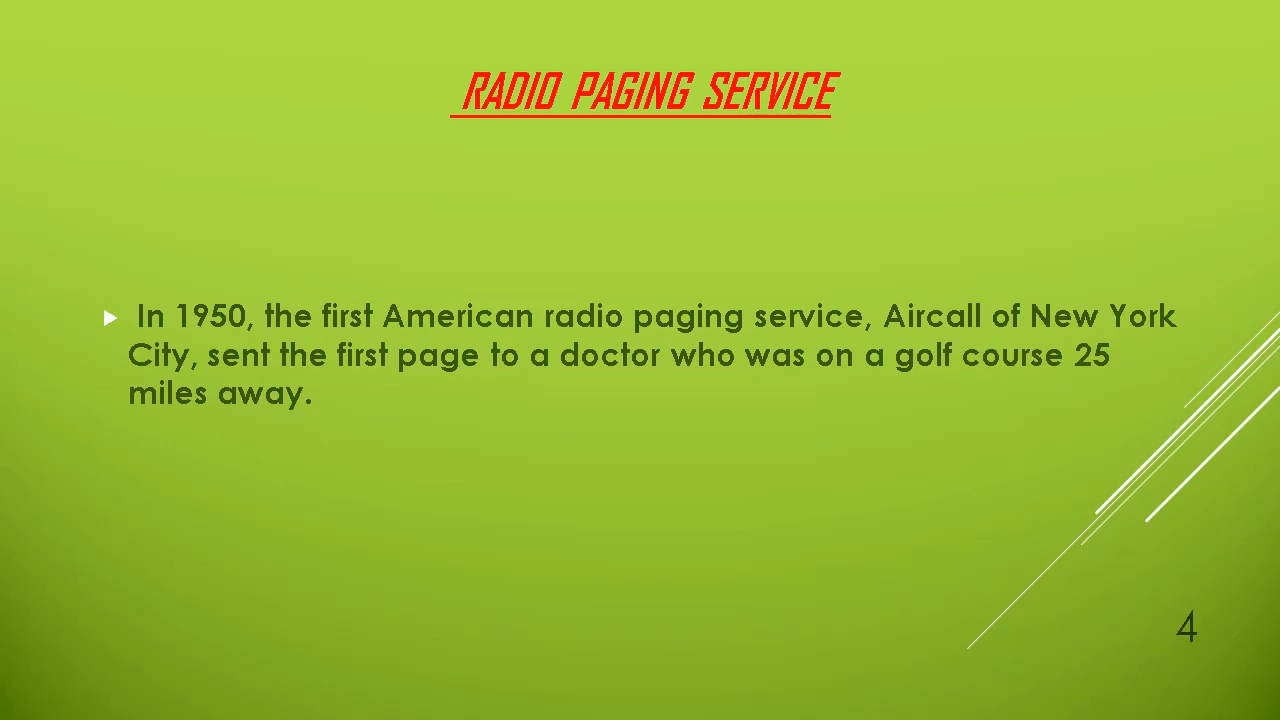 RADIO PAGING SERVICE
In 1950, the first American radio paging service, Aircall of New York
City, sent the first page to a doctor who was on a golf course 25
miles away.
4